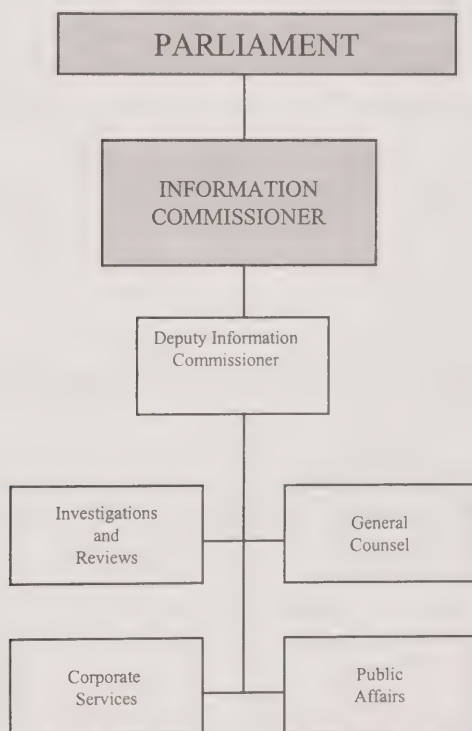 PARLIAMENT
INFORMATION
COMMISSIONER
Deputy Information
Commissioner
Investigations
and
Reviews
General
Counsel
Corporate
Services
Public
Affairs